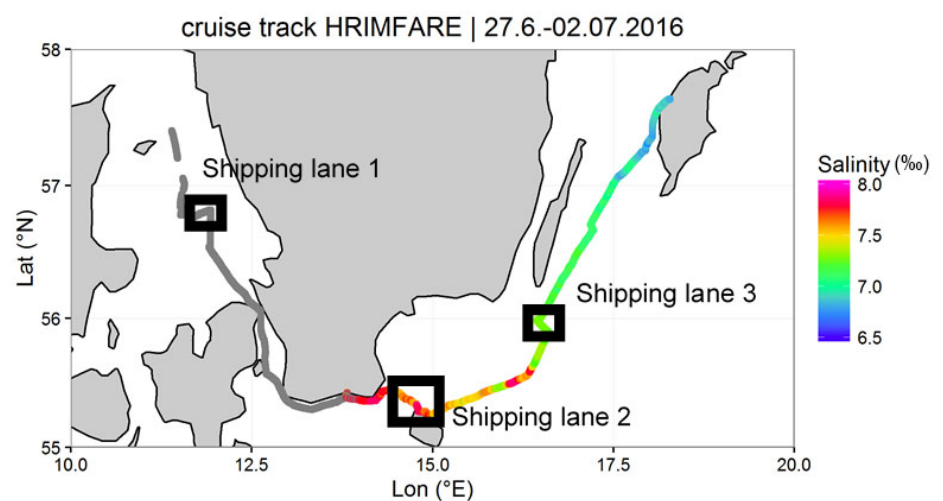 cruise track HRIMFARE | 27.6.-02.07.2016
58
57
56
55
Lat (°N)
10.0
12.5
15.0
17.5
20.0
Lon (°E)
Shipping lane 1
Shipping lane 3
Shipping lane 2
Salinity (‰)
8.0
7.5
7.0
6.5